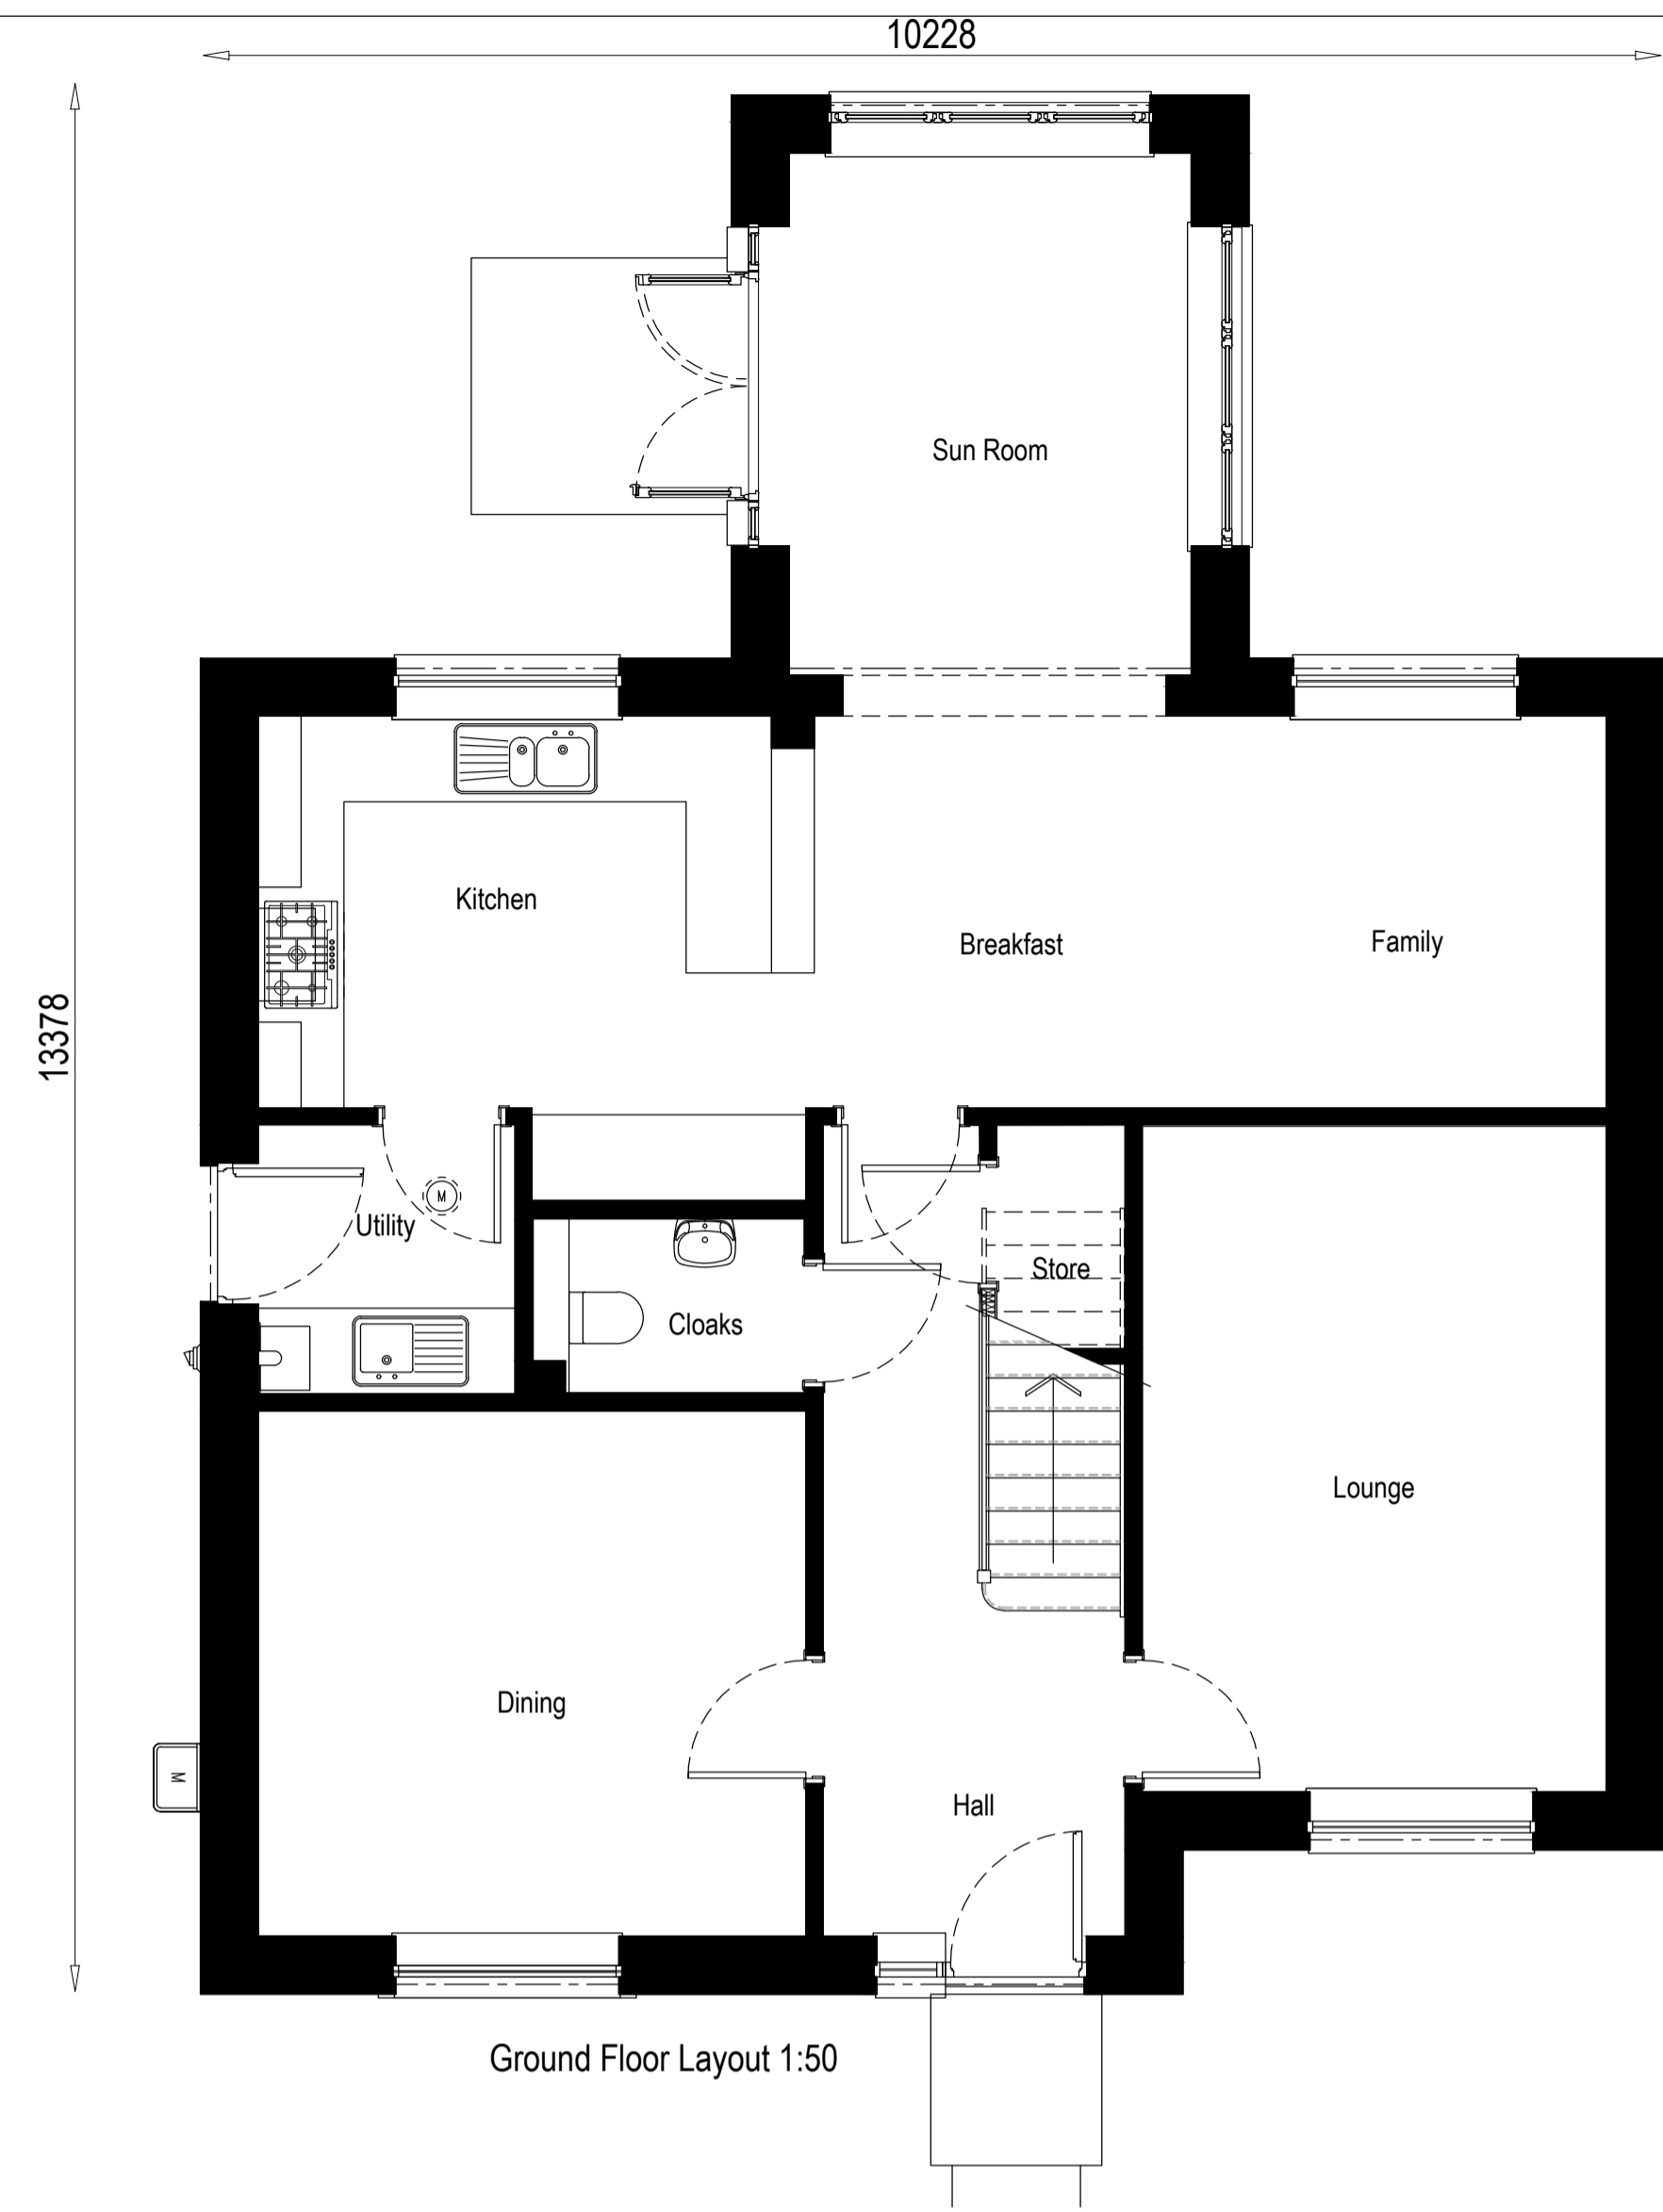 10228
Sun Room
13378
Kitchen
Breakfast
Family
M
Utility
Store
Cloaks
Lounge
Dining
M
Hall
Ground Floor Layout 1:50